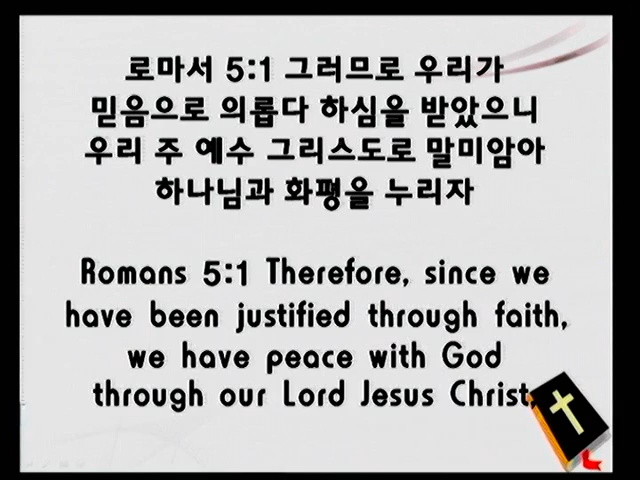 로마서 5:1 그러므로 우리가
믿음으로 의롭다 하심을 받았으니
우리 주 예수 그리스도로 말미암아
하나님과 화평을 누리자
Romans 5:1 Therefore, since we
have been justified through faith,
we have peace with God
through our Lord Jesus Christ,